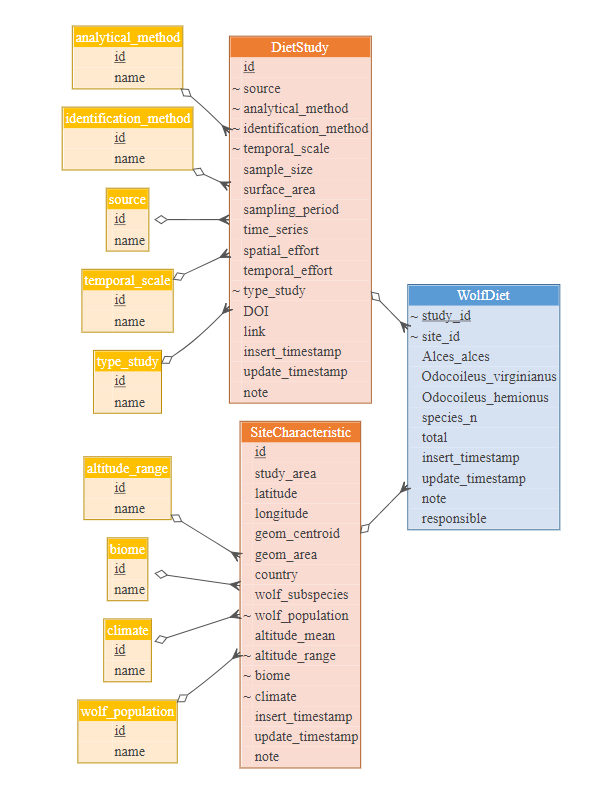 analytical_method
id
name
identification_method
id
name
source
id
name
temporal_scale
id
name
type_study
id
name
DietStudy
id
~ source
~ analytical_method
~ identification_method
~ temporal_scale
sample_size
surface_area
sampling_period
time_series
spatial_effort
temporal_effort
~ type_study
DOI
link
insert_timestamp
update_timestamp
note
WolfDiet
~ study_id
~ site_id
Alces_alces
Odocoileus_virginianus
Odocoileus_hemionus
species_n
total
insert_timestamp
update_timestamp
note
responsible
altitude_range
id
name
biome
id
name
climate
id
name
wolf_population
id
name
SiteCharacteristic
id
study_area
latitude
longitude
geom_centroid
geom_area
country
wolf_subspecies
~ wolf_population
altitude_mean
~ altitude_range
~ biome
~ climate
insert_timestamp
update_timestamp
note